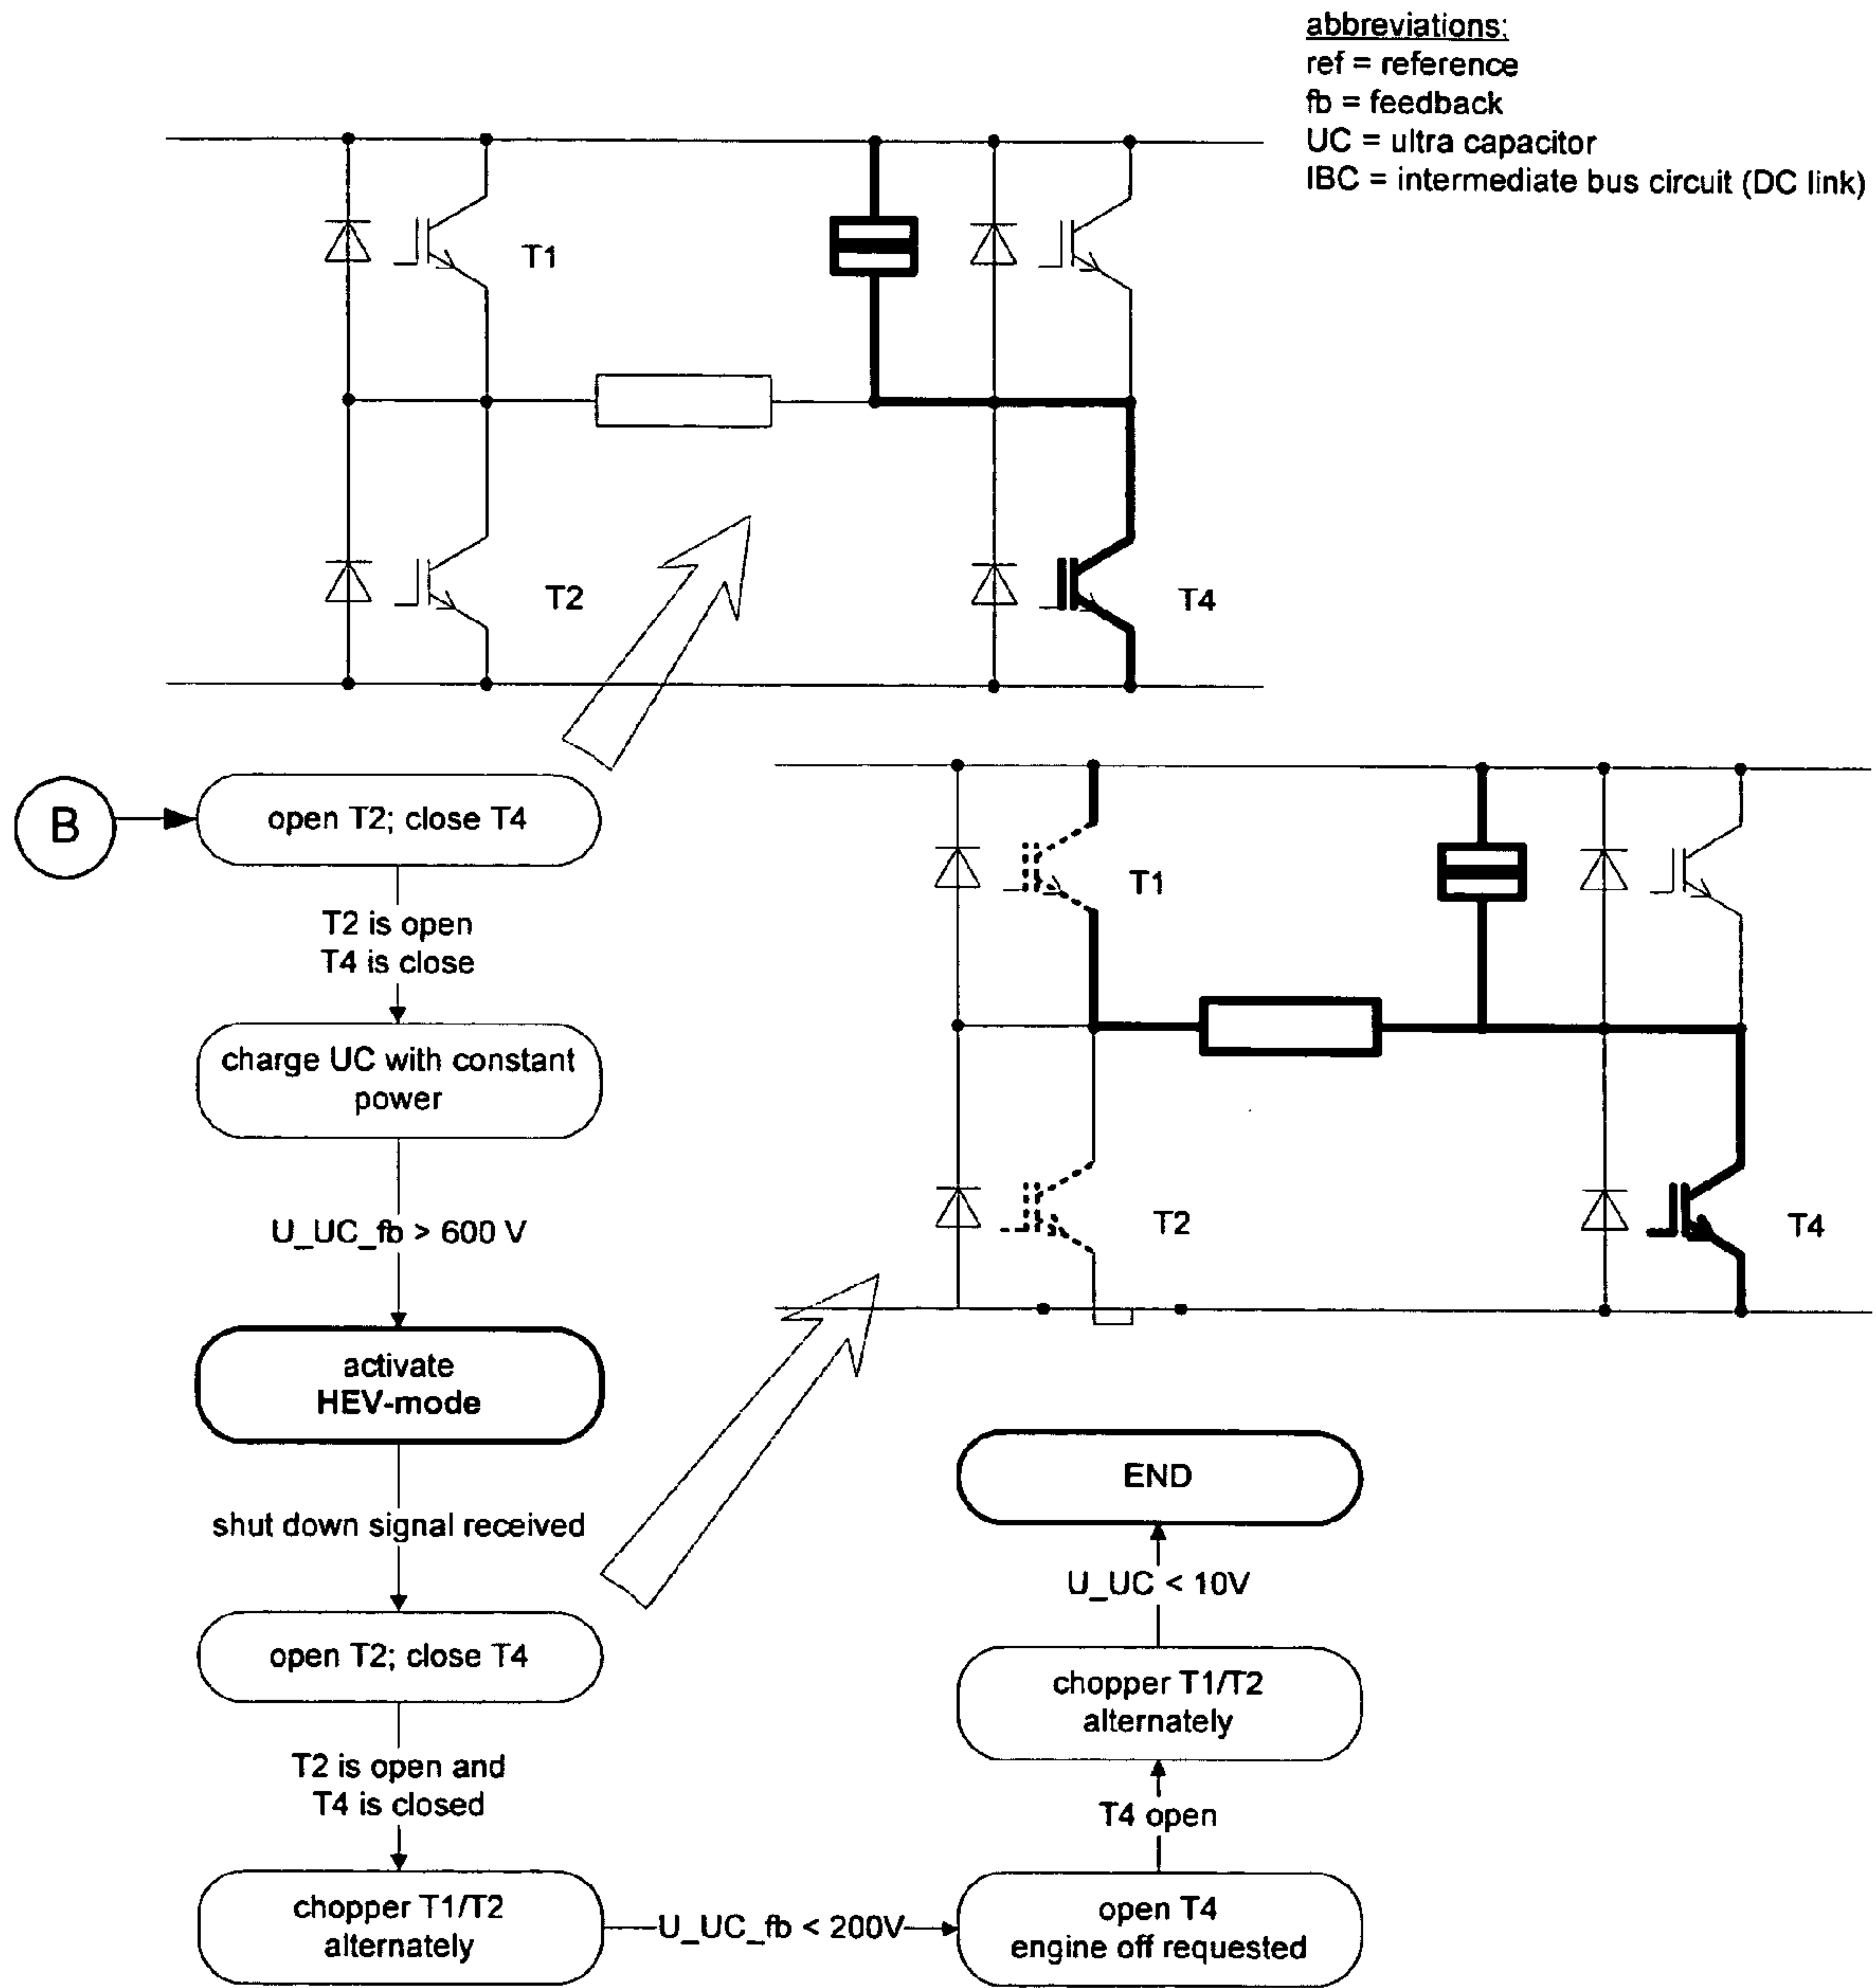 abbreviations:
ref = reference
fb = feedback
UC = ultra capacitor
IBC = intermediate bus circuit (DC link)
T1
T2
T4
B
open T2; close T4
T2 is open
T4 is close
charge UC with constant
power
U_UC_fb > 600 V
activate
HEV-mode
shut down signal received
open T2; close T4
T2 is open and
T4 is closed
chopper T1/T2
alternately
U_UC_fb < 200V
open T4
engine off requested
T4 open
chopper T1/T2
alternately
U_UC < 10V
END
T1
T2
T4